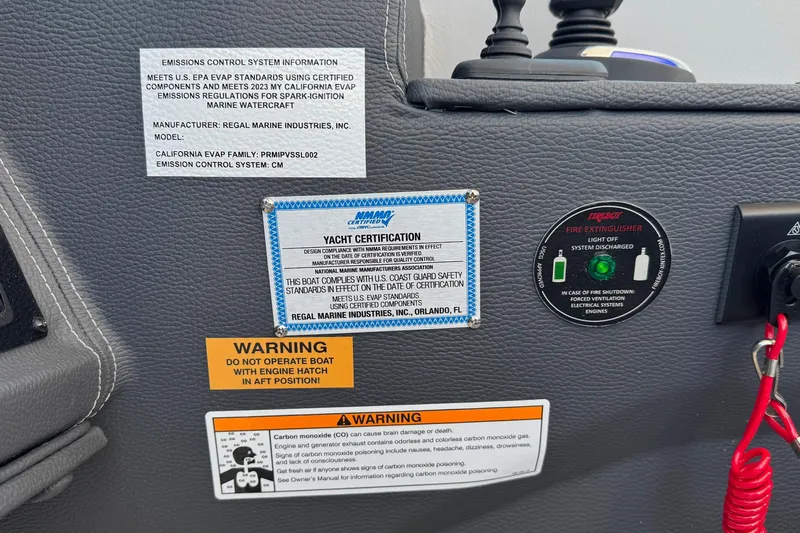 EMISSIONS CONTROL SYSTEM INFORMATION
MEETS U.S. EPA EVAP STANDARDS USING CERTIFIED
COMPONENTS AND MEETS 2023 MY CALIFORNIA EVAP
EMISSIONS REGULATIONS FOR SPARK-IGNITION
MARINE WATERCRAFT
MANUFACTURER: REGAL MARINE INDUSTRIES, INC.
MODEL:
CALIFORNIA EVAP FAMILY: PRMIPVSSL002
EMISSION CONTROL SYSTEM: CM
NMMA
CERTIFIED
YACHT CERTIFICATION
DESIGN COMPLIANCE WITH NMMA REQUIREMENTS IN EFFECT
ON THE DATE OF CERTIFICATION IS VERIFIED.
MANUFACTURER RESPONSIBLE FOR QUALITY CONTROL
NATIONAL MARINE MANUFACTURERS ASSOCIATION
THIS BOAT COMPLIES WITH U.S. COAST GUARD SAFETY
STANDARDS IN EFFECT ON THE DATE OF CERTIFICATION
MEETS U.S. EVAP STANDARDS
USING CERTIFIED COMPONENTS
REGAL MARINE INDUSTRIES, INC., ORLANDO, FL
FIREBOY
FIRE EXTINGUISHER
LIGHT OFF
SYSTEM DISCHARGED
USCG APPROVED
FIREBOY-XINTEX.COM
IN CASE OF FIRE SHUTDOWN:
FORCED VENTILATION
ELECTRICAL SYSTEMS
ENGINES
WARNING
DO NOT OPERATE BOAT
WITH ENGINE HATCH
IN AFT POSITION!
WARNING
Carbon monoxide (CO) can cause brain damage or death.
Engine and generator exhaust contains odorless and colorless carbon monoxide gas.
Signs of carbon monoxide poisoning include nausea, headache, dizziness, drowsiness,
and lack of consciousness.
Get fresh air if anyone shows signs of carbon monoxide poisoning.
See Owner's Manual for information regarding carbon monoxide poisoning.